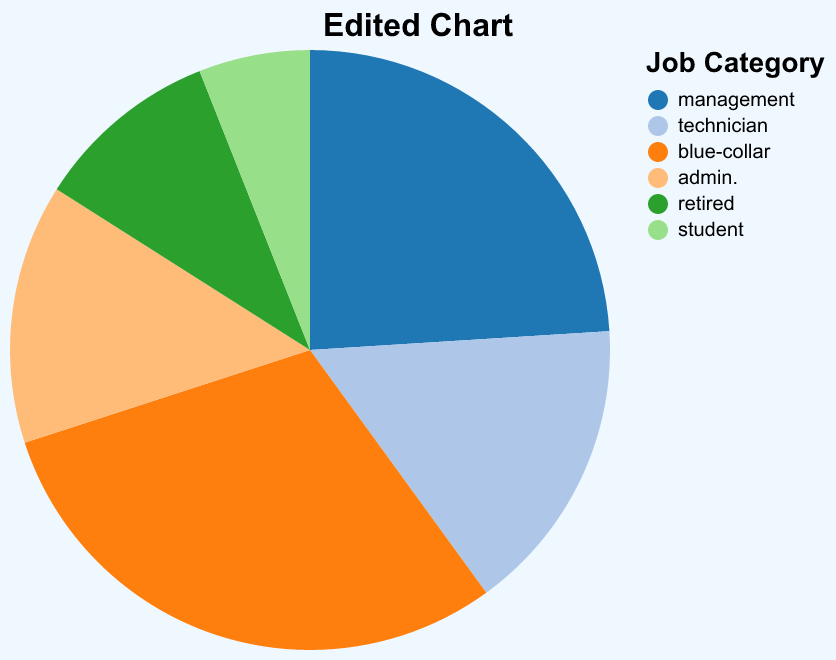 Edited Chart
Job Category
management
technician
blue-collar
admin.
retired
student